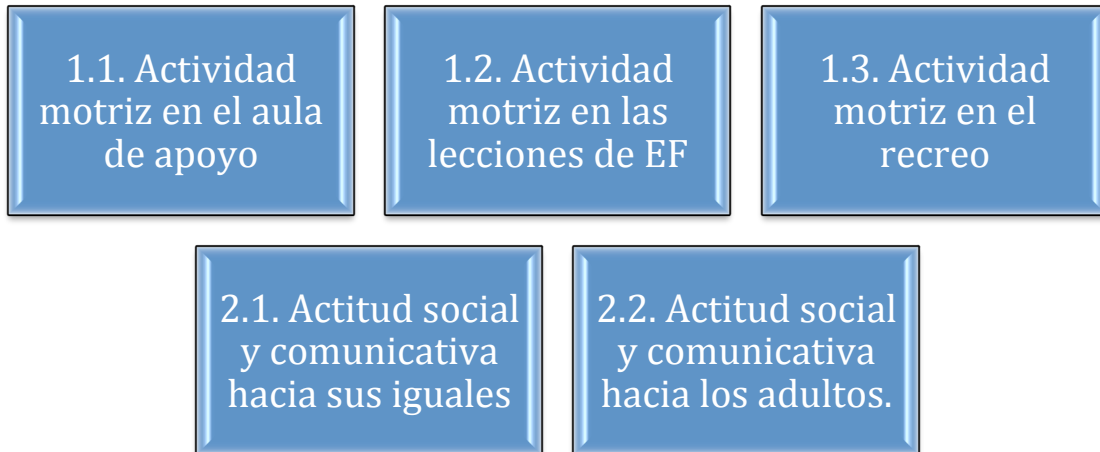 1.1. Actividad
motriz en el aula
de apoyo
1.2. Actividad
motriz en las
lecciones de EF
1.3. Actividad
motriz en el
recreo
2.1. Actitud social
y comunicativa
hacia sus iguales
2.2. Actitud social
y comunicativa
hacia los adultos.